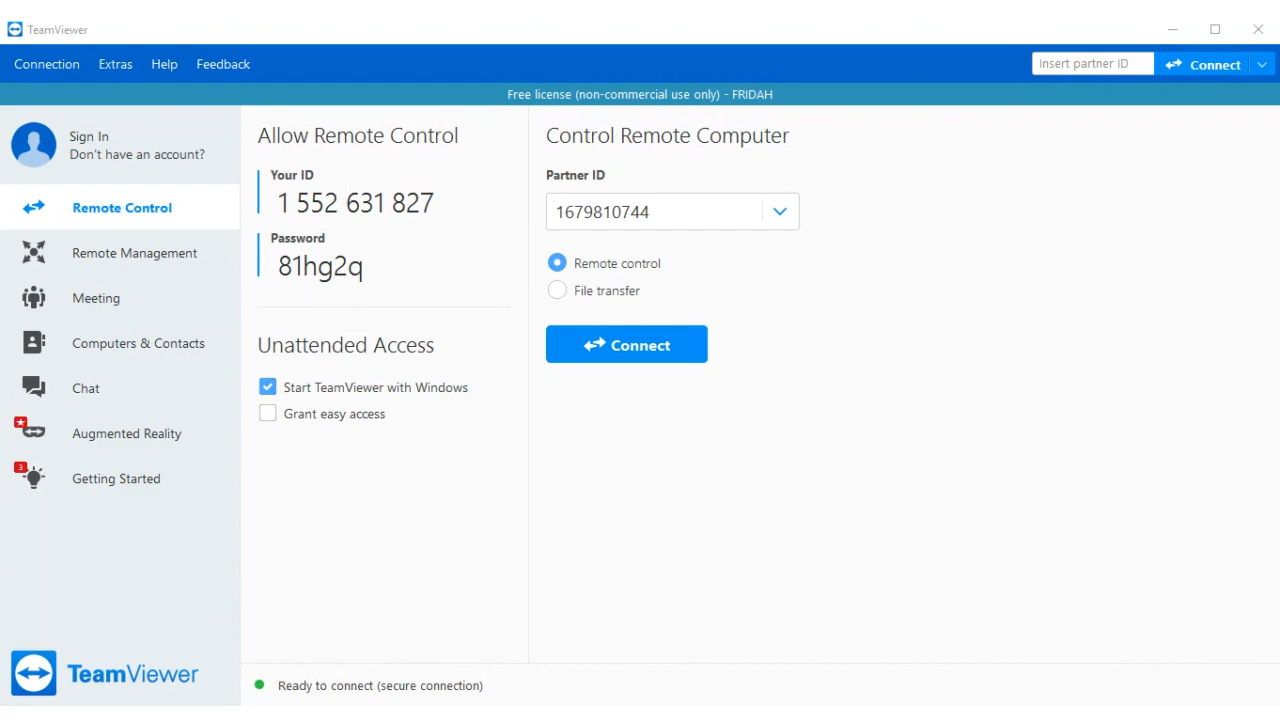 TeamViewer
Connection Extras Help Feedback
Insert partner ID
Connect
Free license (non-commercial use only) - FRIDAH
Sign In
Don't have an account?
Remote Control
Remote Management
Meeting
Computers & Contacts
Chat
Augmented Reality
3
Getting Started
TeamViewer
Allow Remote Control
Your ID
1 552 631 827
Password
81hg2q
Unattended Access
Start TeamViewer with Windows
Grant easy access
Control Remote Computer
Partner ID
1679810744
Remote control
File transfer
Connect
Ready to connect (secure connection)